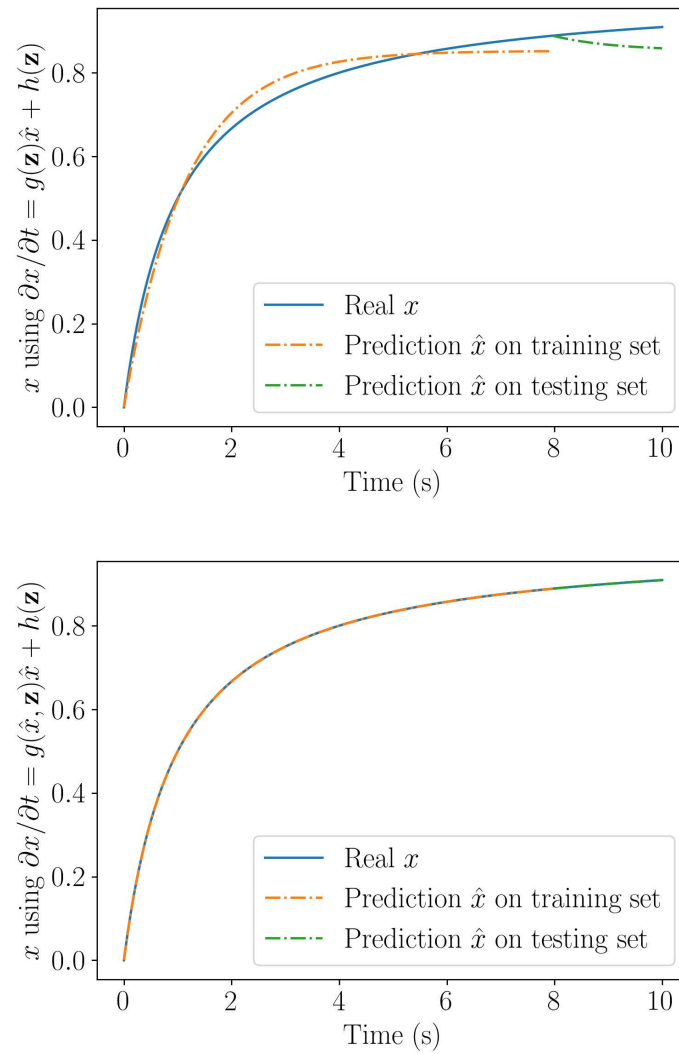 x using ∂x/∂t = g(𝐳)x̂ + h(𝐳)
0.8
0.6
0.4
0.2
0.0
Real x
Prediction x̂ on training set
Prediction x̂ on testing set
0 2 4 6 8 10
Time (s)
x using ∂x/∂t = g(x̂, 𝐳)x̂ + h(𝐳)
0.8
0.6
0.4
0.2
0.0
Real x
Prediction x̂ on training set
Prediction x̂ on testing set
0 2 4 6 8 10
Time (s)